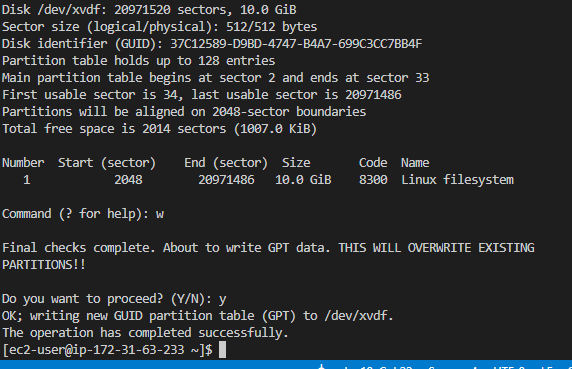 Disk /dev/xvdf: 20971520 sectors, 10.0 GiB
Sector size (logical/physical): 512/512 bytes
Disk identifier (GUID): 37C12589-D9BD-4747-B4A7-699C3CC7BB4F
Partition table holds up to 128 entries
Main partition table begins at sector 2 and ends at sector 33
First usable sector is 34, last usable sector is 20971486
Partitions will be aligned on 2048-sector boundaries
Total free space is 2014 sectors (1007.0 KiB)
Number  Start (sector)    End (sector)  Size       Code  Name
   1            2048        20971486   10.0 GiB    8300  Linux filesystem
Command (? for help): w
Final checks complete. About to write GPT data. THIS WILL OVERWRITE EXISTING
PARTITIONS!!
Do you want to proceed? (Y/N): y
OK; writing new GUID partition table (GPT) to /dev/xvdf.
The operation has completed successfully.
[ec2-user@ip-172-31-63-233 ~]$